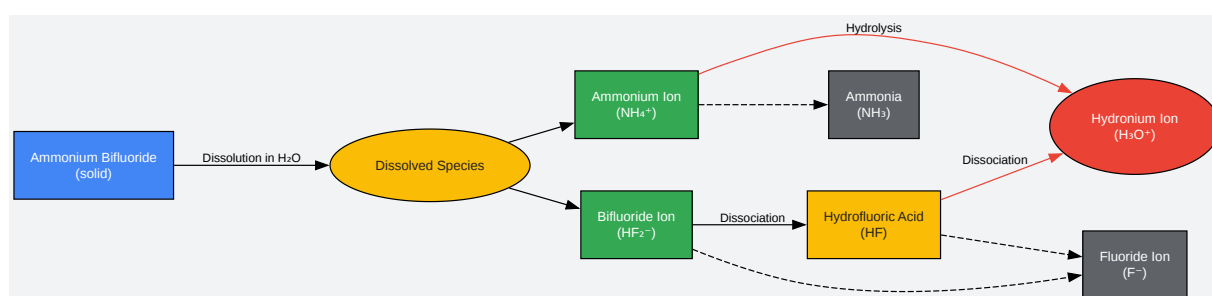 Hydrolysis
Ammonium Ion
(NH₄⁺)
Ammonia
(NH₃)
Hydronium Ion
(H₃O⁺)
Ammonium Bifluoride
(solid)
Dissolution in H₂O
Dissolved Species
Dissociation
Bifluoride Ion
(HF₂⁻)
Dissociation
Hydrofluoric Acid
(HF)
Fluoride Ion
(F⁻)